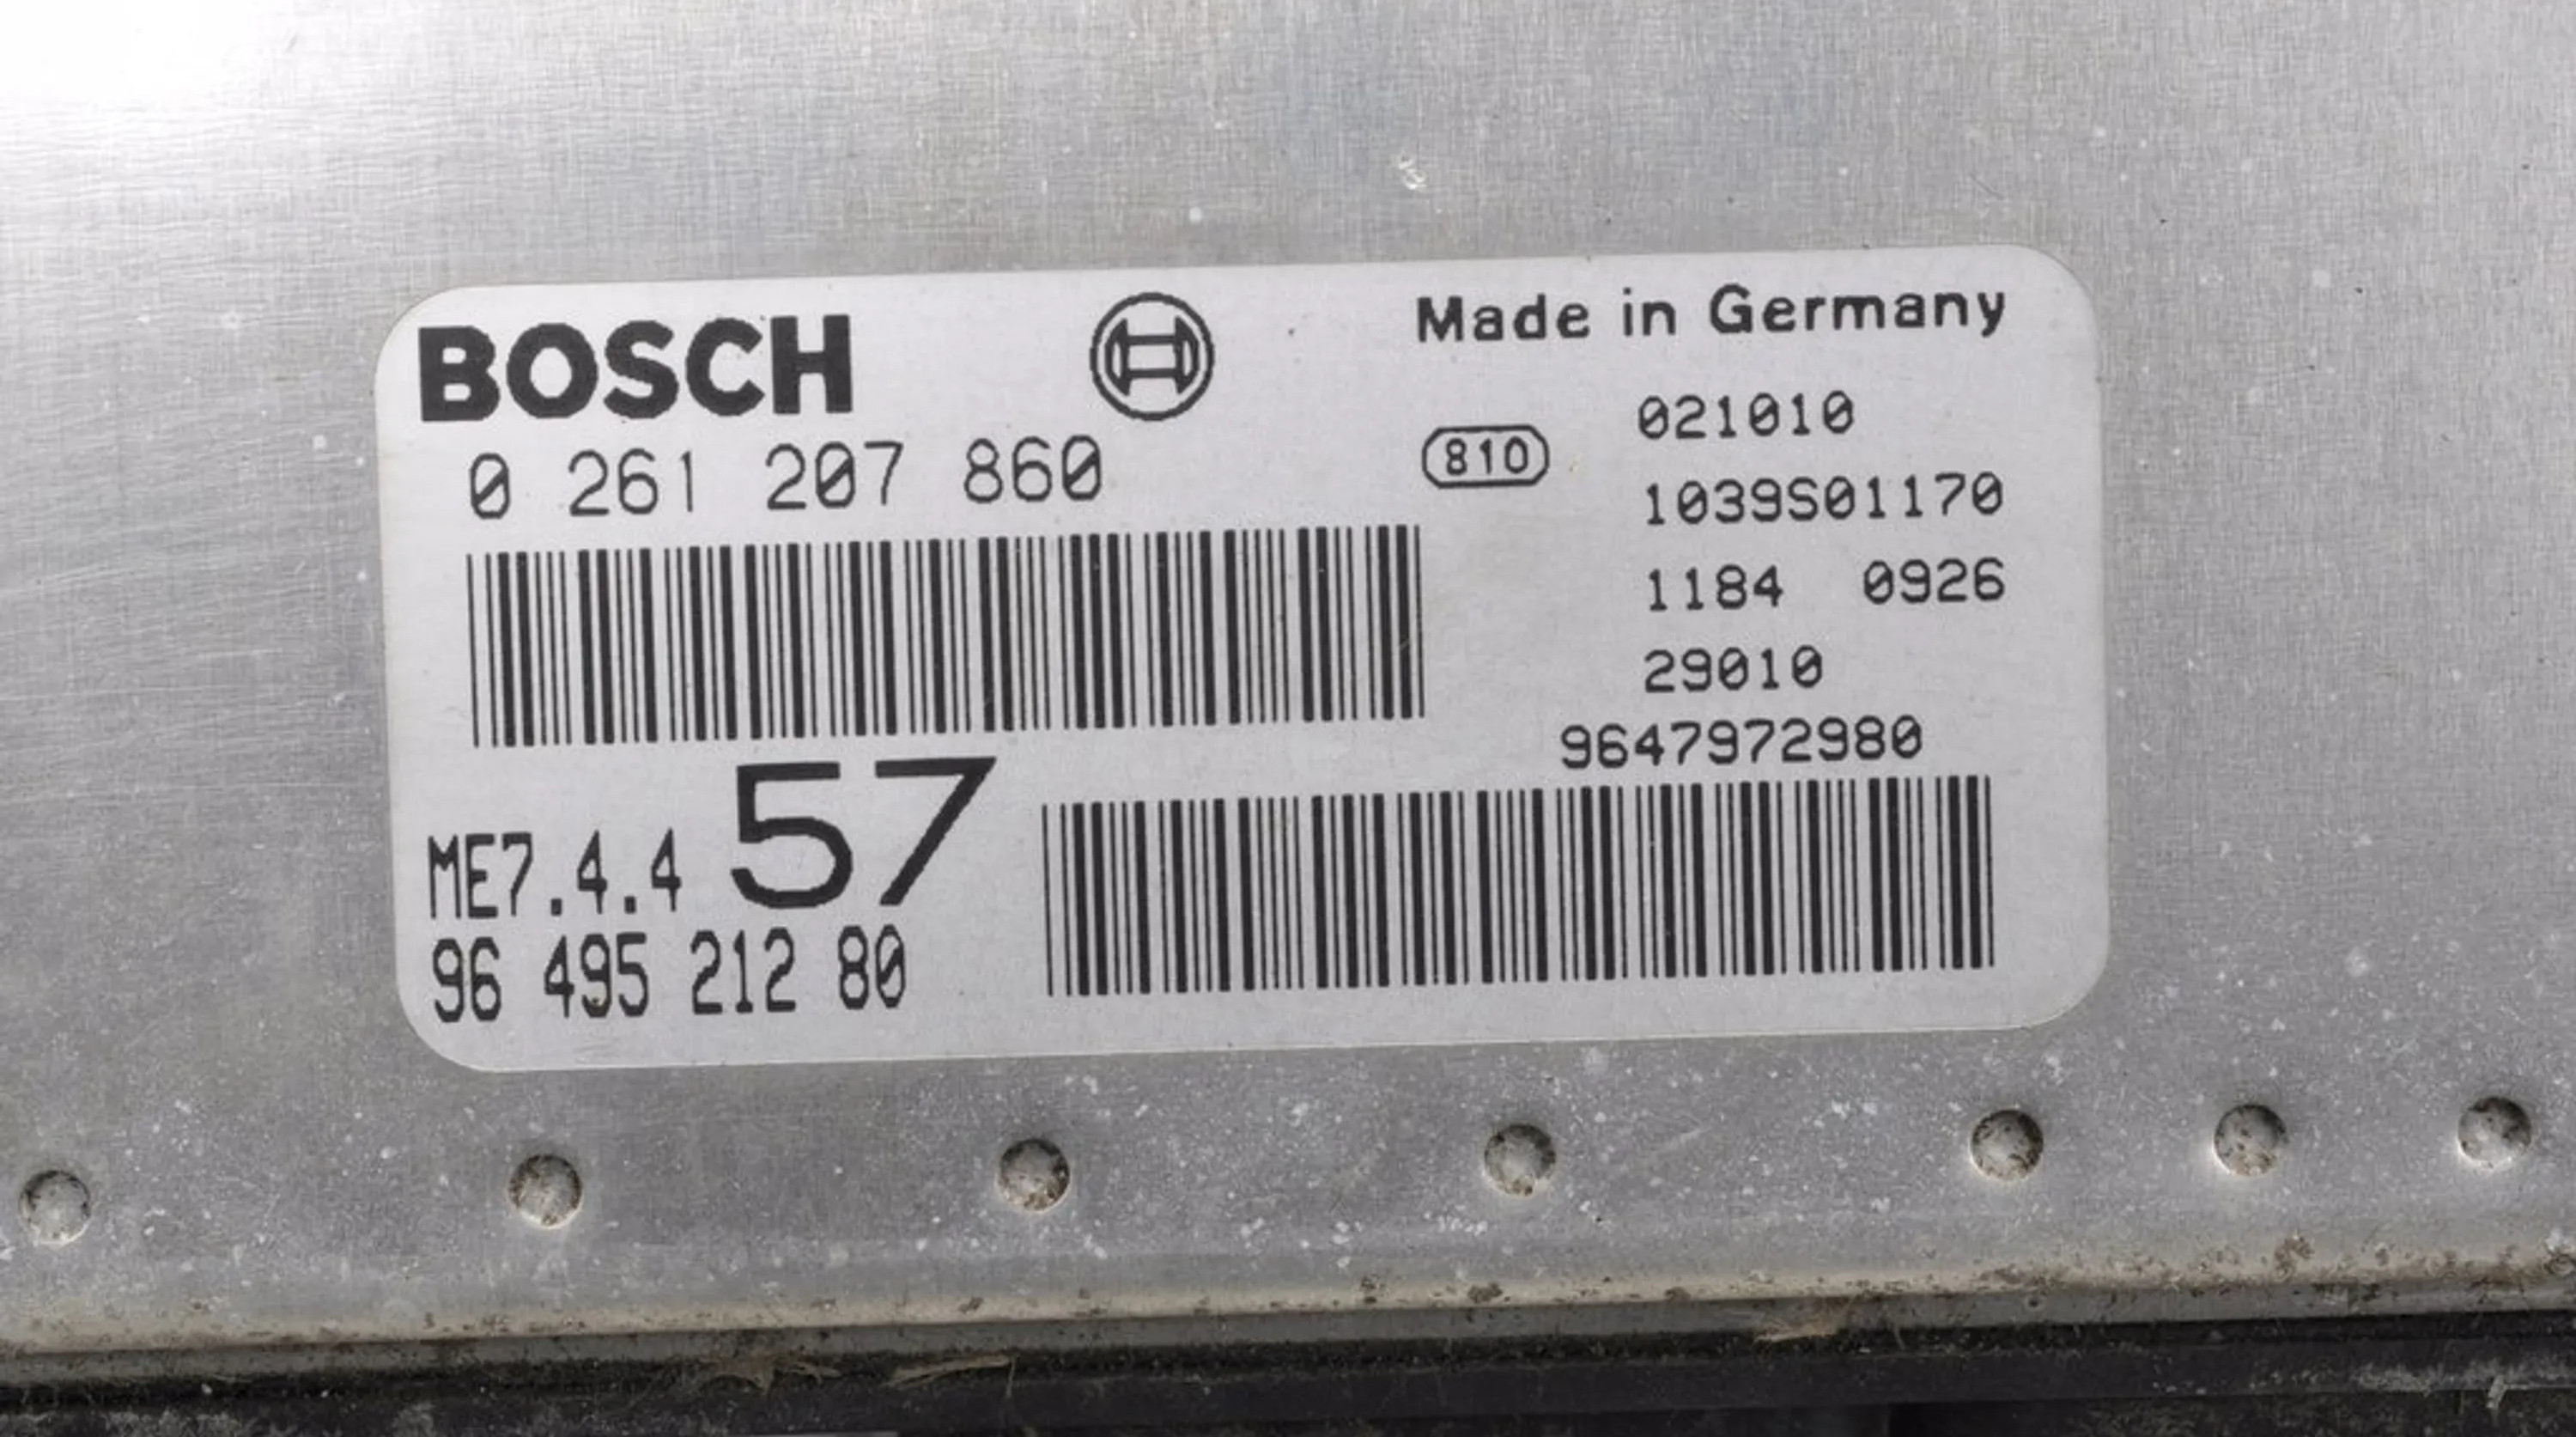 BOSCH
Made in Germany
0 261 207 860
810
021010
1039S01170
1184 0926
29010
9647972980
ME7.4.4 57
96 495 212 80